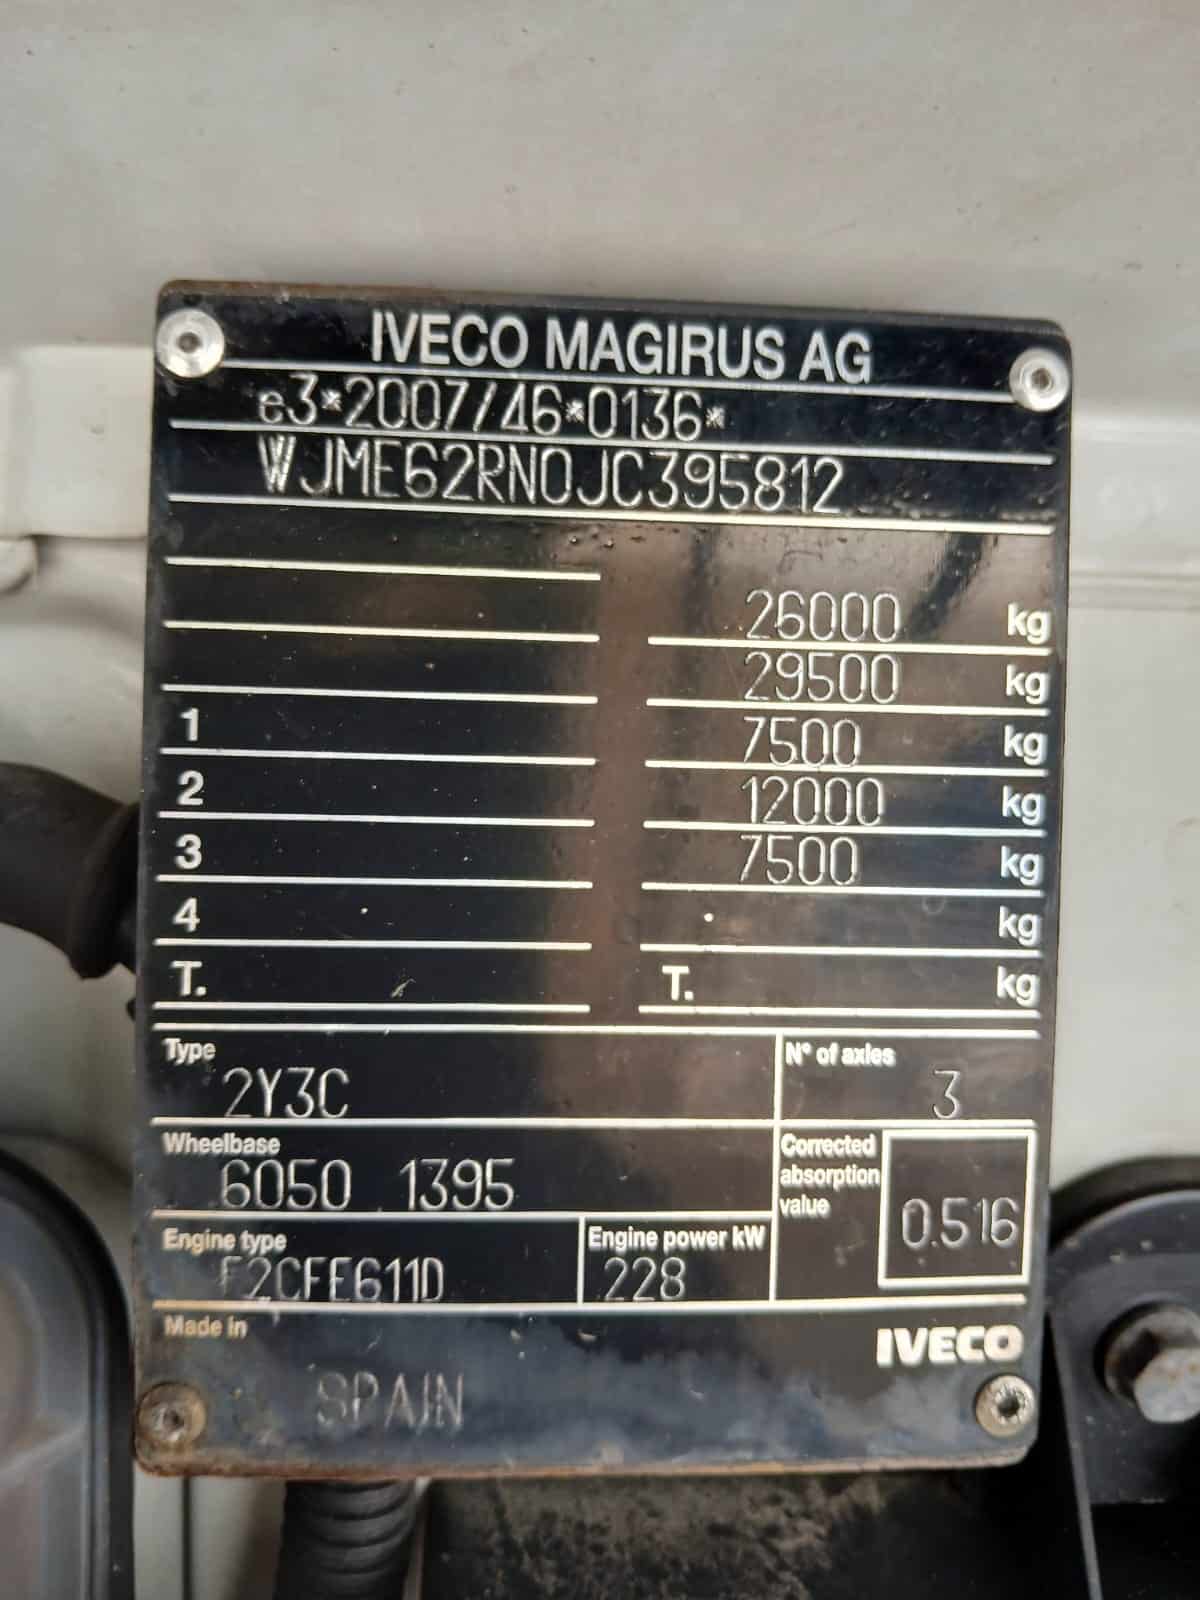 IVECO MAGIRUS AG
e3*2007/46*0136*
WJME62RN0JC395812
26000 kg
29500 kg
1 7500 kg
2 12000 kg
3 7500 kg
4 kg
T. T. kg
Type
2Y3C
N° of axles
3
Wheelbase
6050 1395
Corrected
absorption
value
0.516
Engine type
F2CFE611D
Engine power kW
228
Made in
SPAIN
IVECO